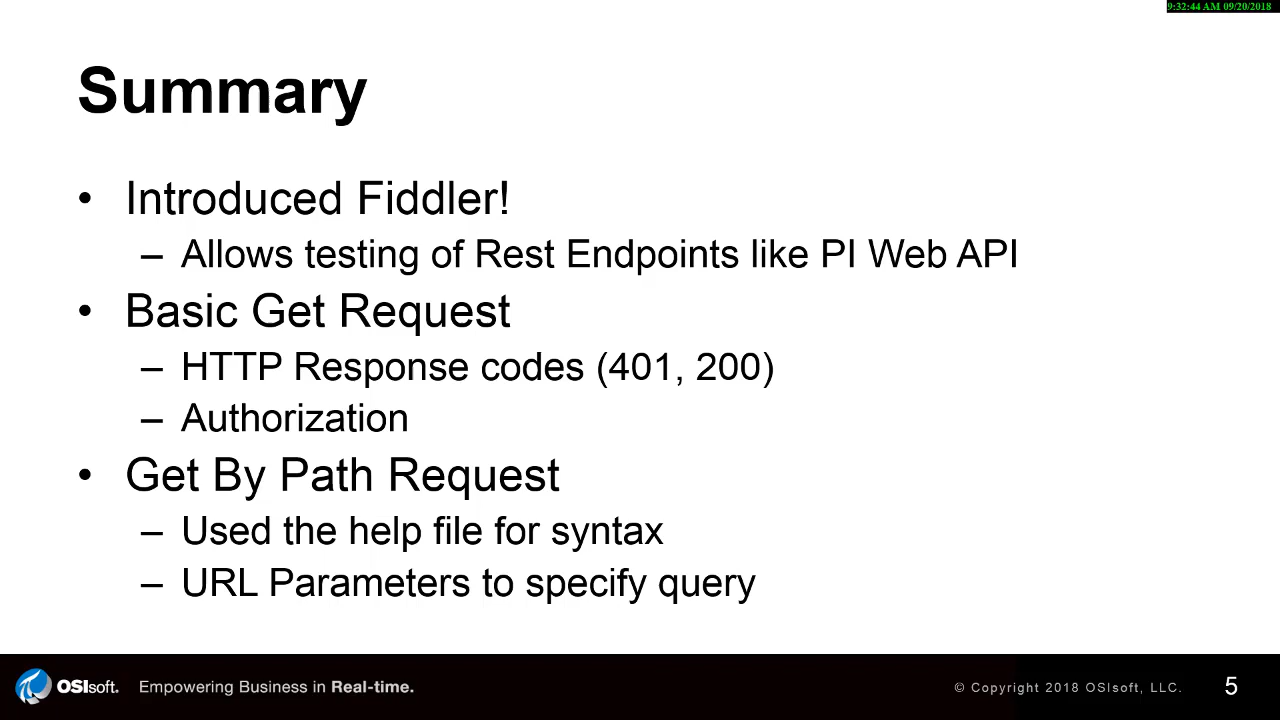 9:32:44 AM 09/20/2018
Summary
• Introduced Fiddler!
– Allows testing of Rest Endpoints like PI Web API
• Basic Get Request
– HTTP Response codes (401, 200)
– Authorization
• Get By Path Request
– Used the help file for syntax
– URL Parameters to specify query
OSIsoft. Empowering Business in Real-time. © Copyright 2018 OSIsoft, LLC. 5